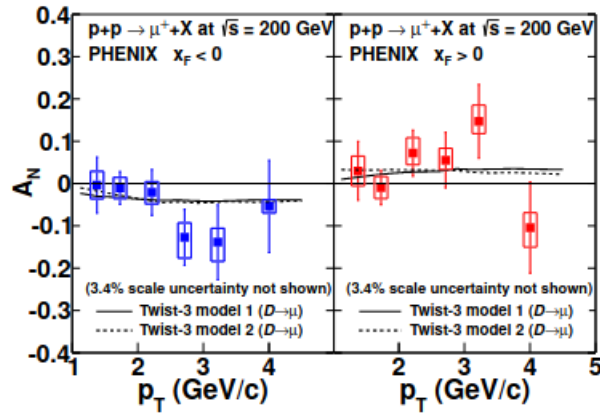 p+p → μ⁺+X at √s = 200 GeV
PHENIX x_F < 0
(3.4% scale uncertainty not shown)
Twist-3 model 1 (D→μ)
Twist-3 model 2 (D→μ)
p+p → μ⁺+X at √s = 200 GeV
PHENIX x_F > 0
(3.4% scale uncertainty not shown)
Twist-3 model 1 (D→μ)
Twist-3 model 2 (D→μ)
A_N
0.4
0.3
0.2
0.1
0
-0.1
-0.2
-0.3
-0.4
1 2 3 4 2 3 4 5
p_T (GeV/c) p_T (GeV/c)